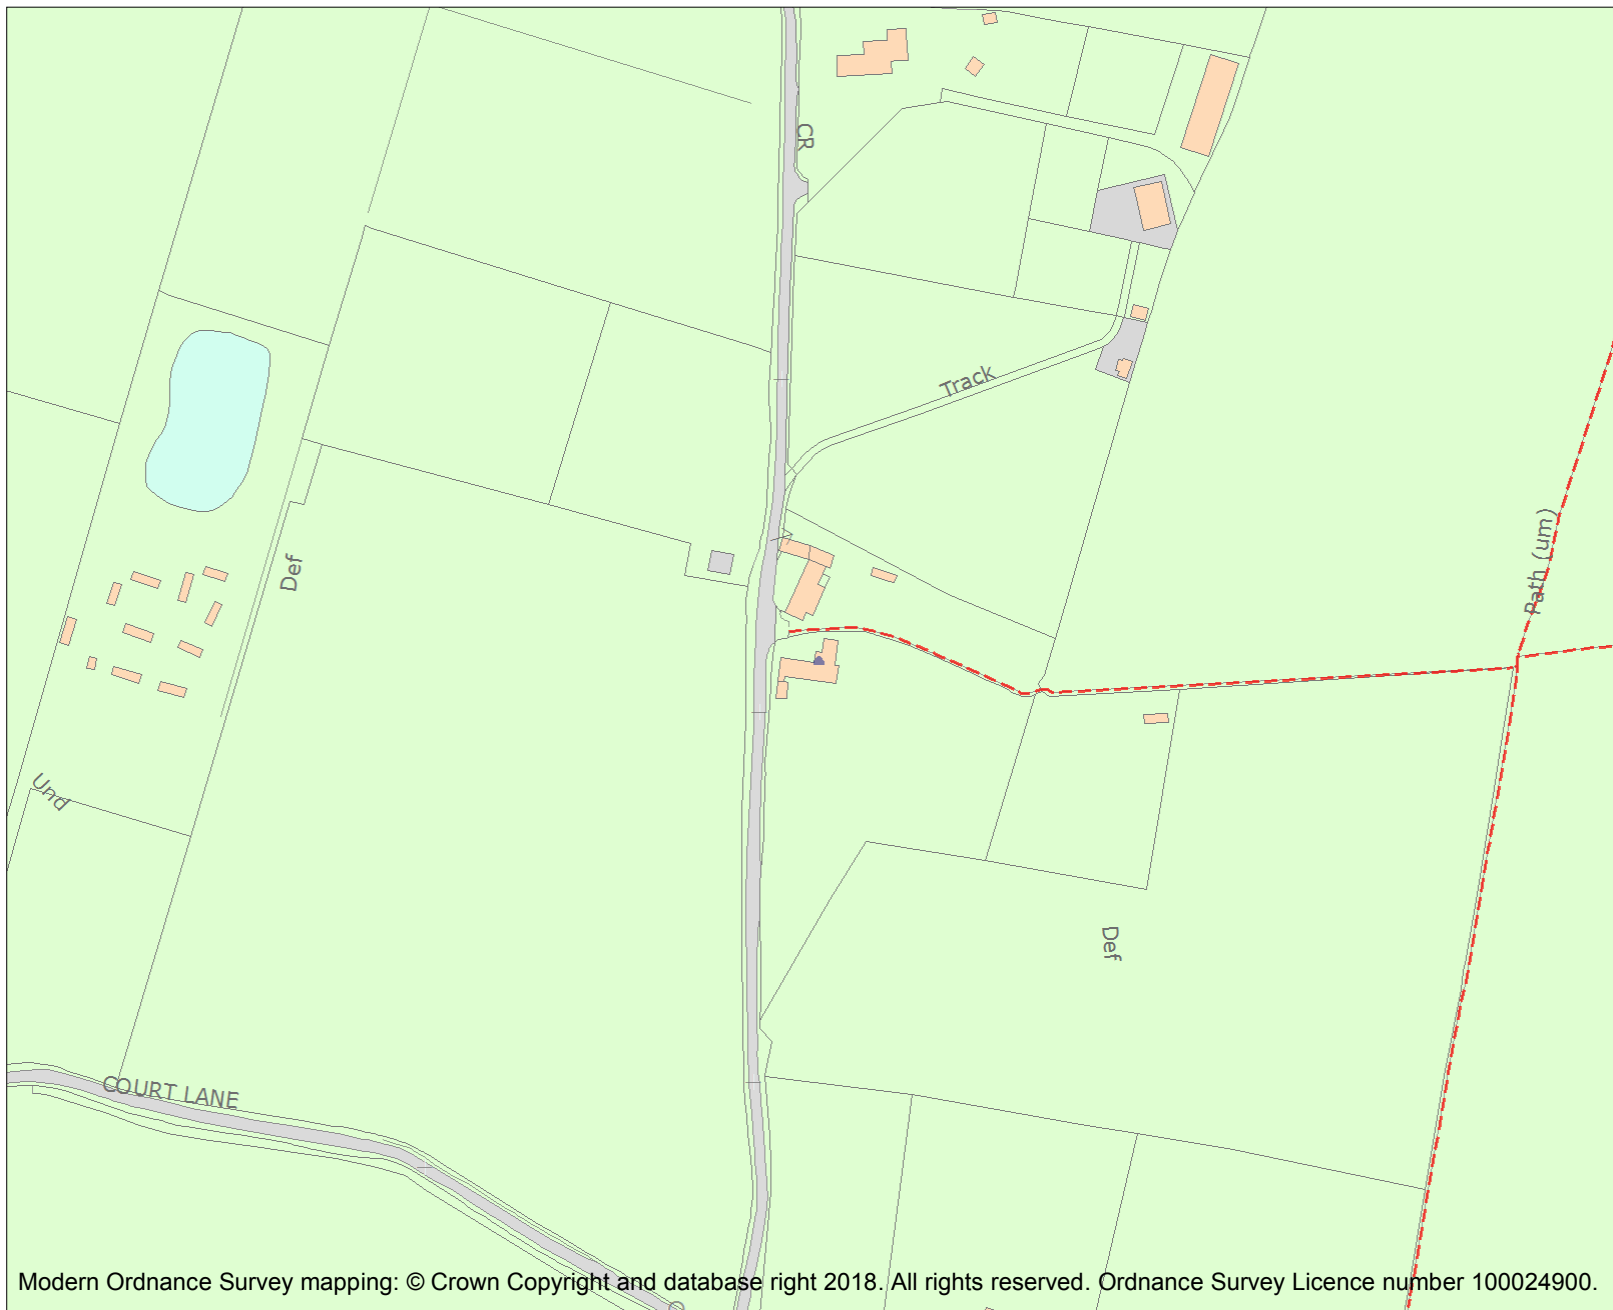 CR
Track
Path (um)
Def
Und
Def
COURT LANE
Modern Ordnance Survey mapping: © Crown Copyright and database right 2018. All rights reserved. Ordnance Survey Licence number 100024900.